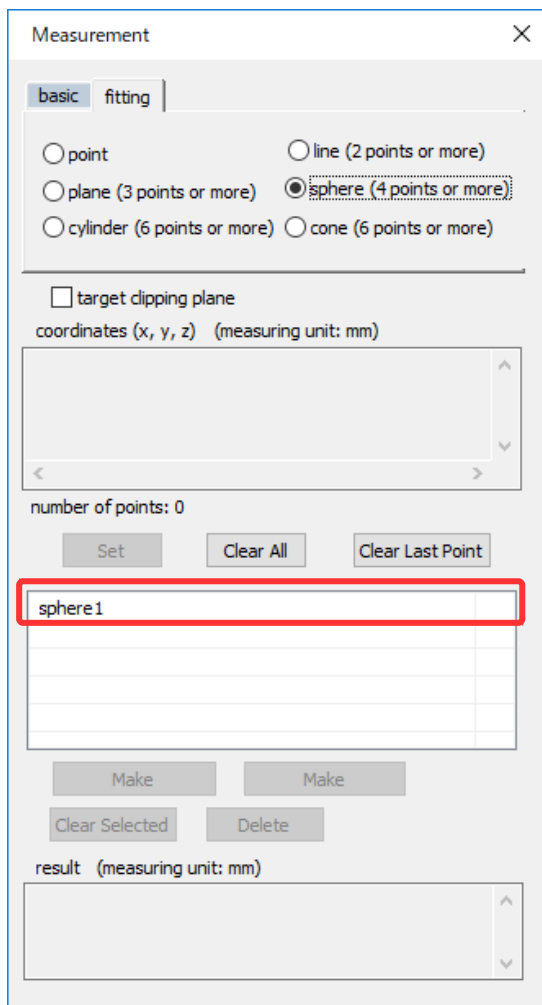 Measurement
basic fitting
point line (2 points or more)
plane (3 points or more) sphere (4 points or more)
cylinder (6 points or more) cone (6 points or more)
target clipping plane
coordinates (x, y, z) (measuring unit: mm)
number of points: 0
Set Clear All Clear Last Point
sphere1
Make Make
Clear Selected Delete
result (measuring unit: mm)